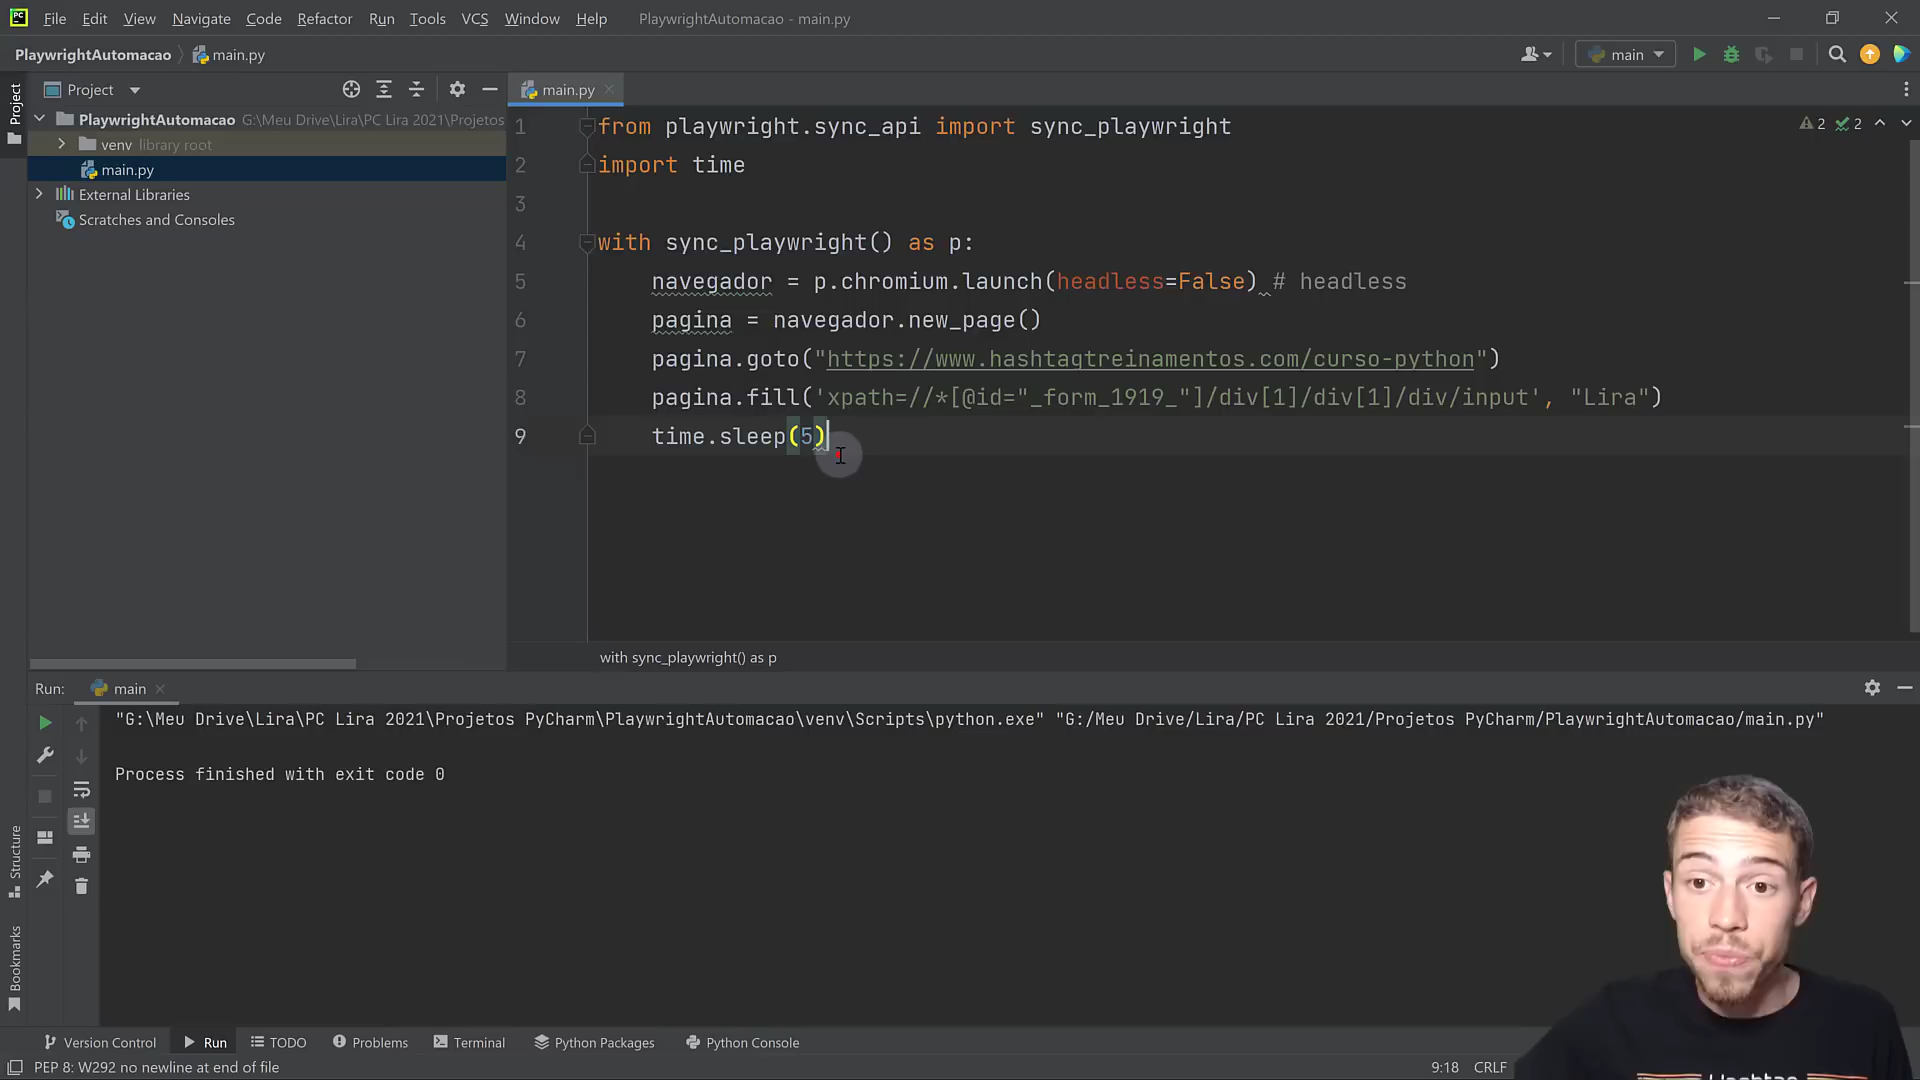 File Edit View Navigate Code Refactor Run Tools VCS Window Help PlaywrightAutomacao - main.py
PlaywrightAutomacao main.py main
Project
Project
main.py
PlaywrightAutomacao G:\Meu Drive\Lira\PC Lira 2021\Projetos
venv library root
main.py
External Libraries
Scratches and Consoles
1 from playwright.sync_api import sync_playwright
2 import time
3
4 with sync_playwright() as p:
5 navegador = p.chromium.launch(headless=False) # headless
6 pagina = navegador.new_page()
7 pagina.goto("https://www.hashtagtreinamentos.com/curso-python")
8 pagina.fill('xpath=//*[@id="_form_1919_"]/div[1]/div[1]/div/input', "Lira")
9 time.sleep(5)
2 2
with sync_playwright() as p
Run: main
"G:\Meu Drive\Lira\PC Lira 2021\Projetos PyCharm\PlaywrightAutomacao\venv\Scripts\python.exe" "G:/Meu Drive/Lira/PC Lira 2021/Projetos PyCharm/PlaywrightAutomacao/main.py"
Process finished with exit code 0
Structure
Bookmarks
Version Control Run TODO Problems Terminal Python Packages Python Console
PEP 8: W292 no newline at end of file 9:18 CRLF